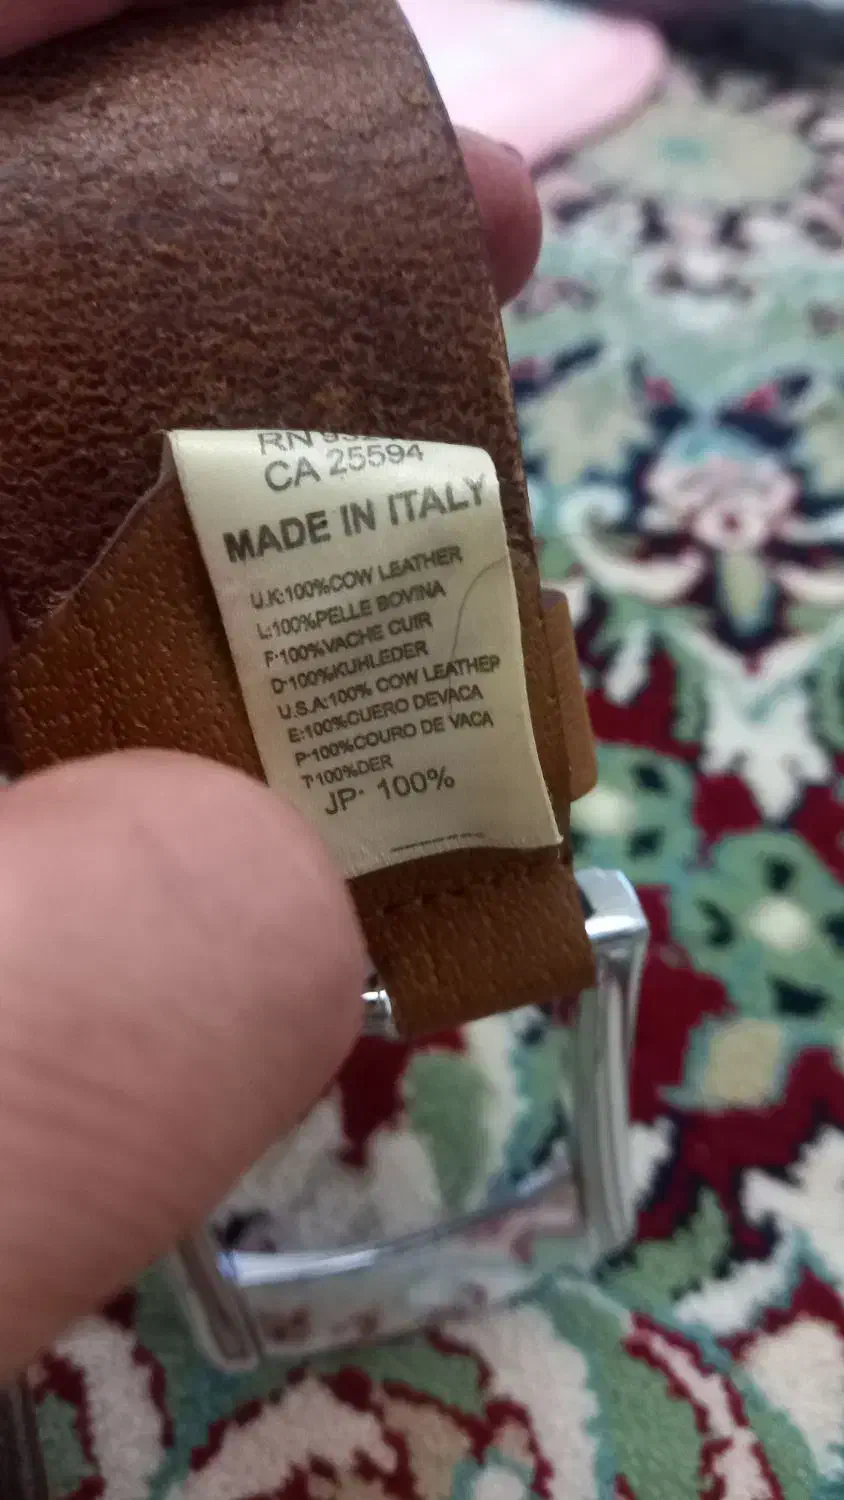 RN
CA 25594
MADE IN ITALY
U.K:100%COW LEATHER
L:100%PELLE BOVINA
F·100%VACHE CUIR
D·100%KUHLEDER
U.S.A:100% COW LEATHER
E:100%CUERO DEVACA
P·100%COURO DE VACA
T·100%DER
JP· 100%